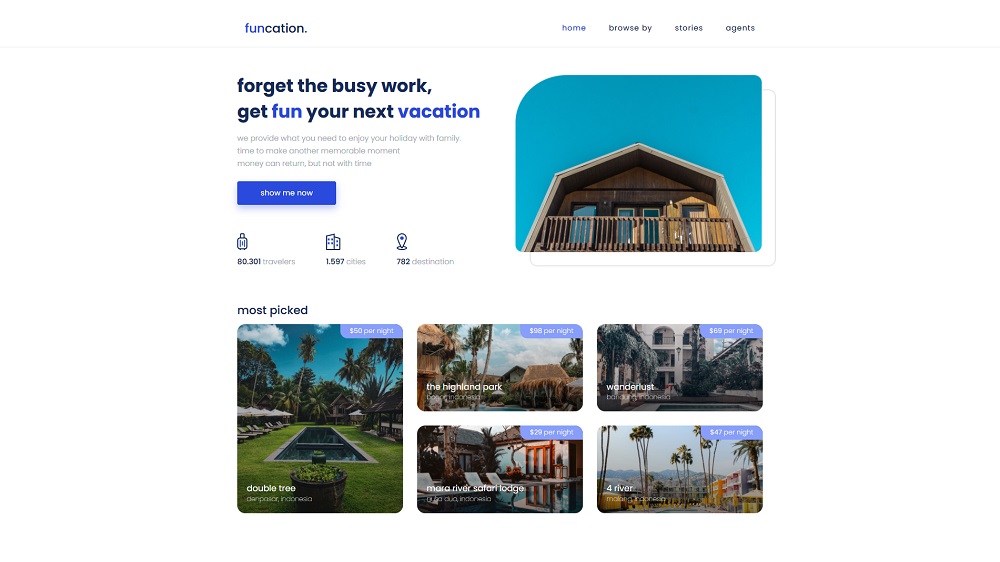 funcation.
home browse by stories agents
forget the busy work,
get fun your next vacation
we provide what you need to enjoy your holiday with family.
time to make another memorable moment
money can return, but not with time
show me now
80.301 travelers 1.597 cities 782 destination
most picked
$50 per night
double tree
denpasar, indonesia
$98 per night
the highland park
bogor, indonesia
$69 per night
wanderlust
bandung, indonesia
$29 per night
mara river safari lodge
nusa dua, indonesia
$47 per night
4 river
malang, indonesia